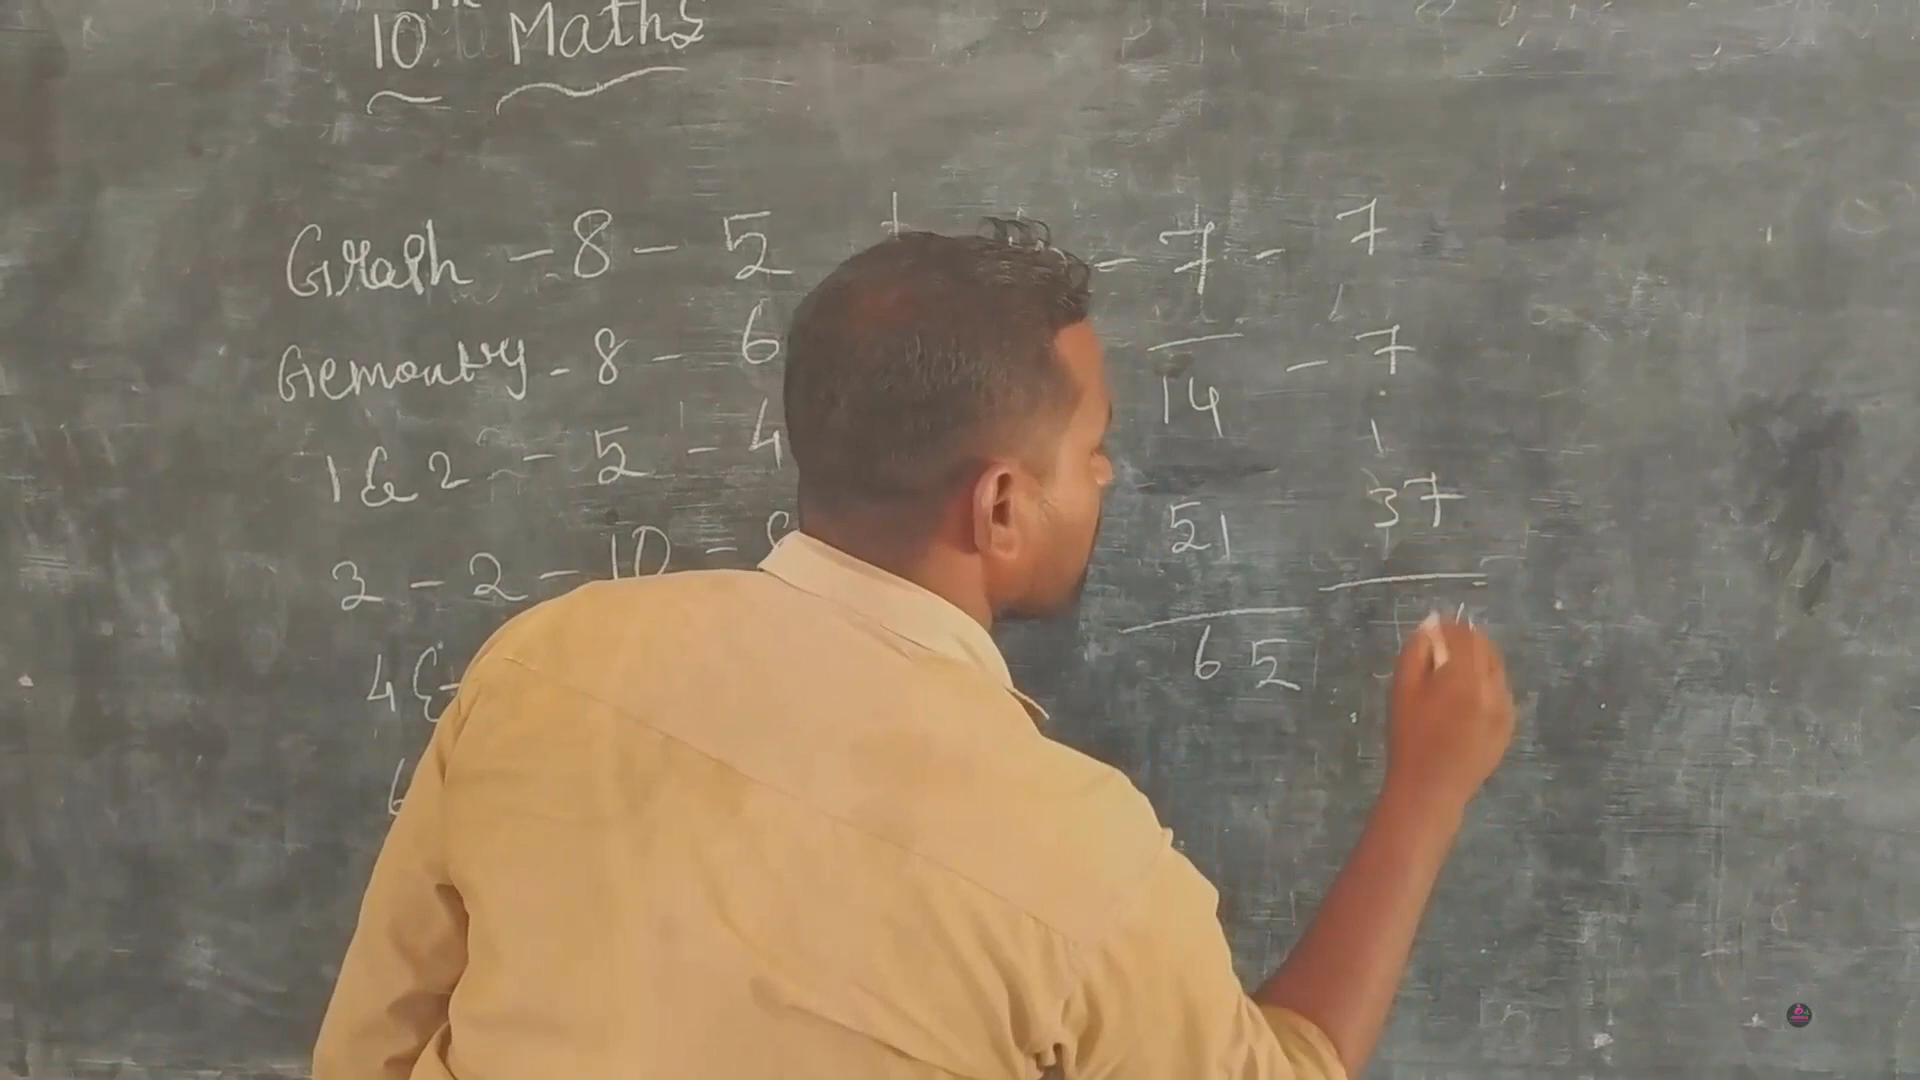 10 Maths
Graph - 8 - 5 - 7 - 7
Gemoutry - 8 - 6
14 - 7
1 & 2 - 5 - 4
51 37
3 - 2 - 10 -
65
4 &
6